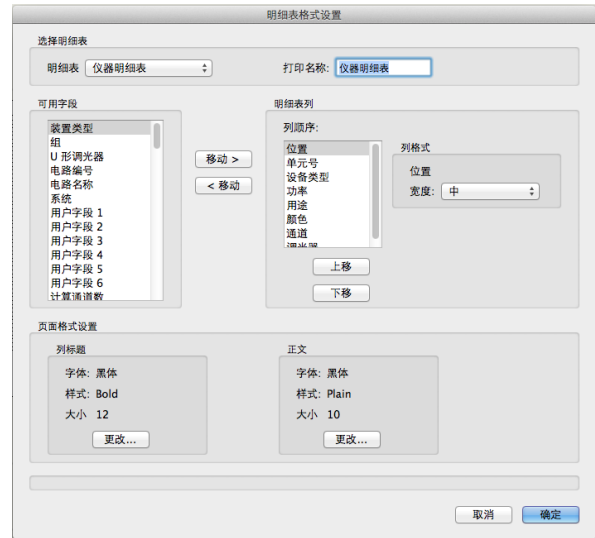 明细表格式设置
选择明细表
明细表 仪器明细表 打印名称: 仪器明细表
可用字段
装置类型
组
U 形调光器
电路编号
电路名称
系统
用户字段 1
用户字段 2
用户字段 3
用户字段 4
用户字段 5
用户字段 6
计算通道数
移动 >
< 移动
明细表列
列顺序:
位置
单元号
设备类型
功率
用途
颜色
通道
调光器
上移
下移
列格式
位置
宽度: 中
页面格式设置
列标题
字体: 黑体
样式: Bold
大小 12
更改...
正文
字体: 黑体
样式: Plain
大小 10
更改...
取消 确定